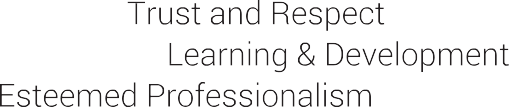 Trust and Respect
Learning & Development
Esteemed Professionalism